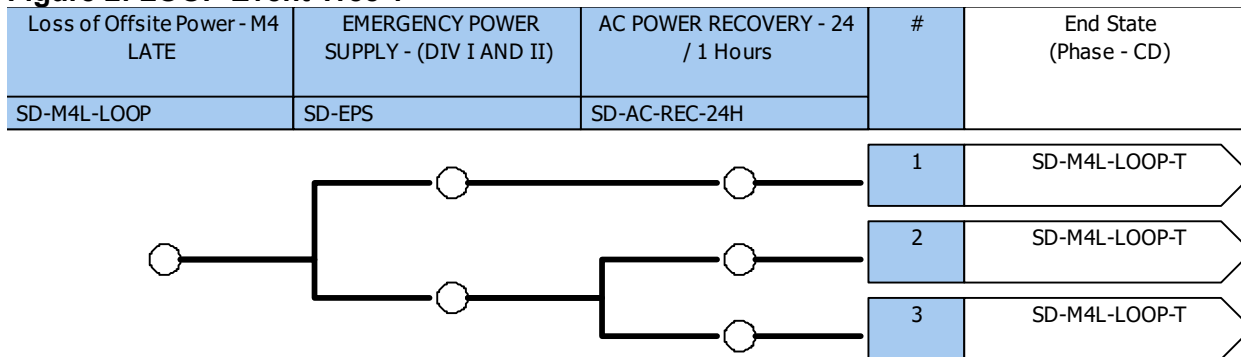 Loss of Offsite Power - M4
LATE
EMERGENCY POWER
SUPPLY - (DIV I AND II)
AC POWER RECOVERY - 24
/ 1 Hours
#
End State
(Phase - CD)
SD-M4L-LOOP
SD-EPS
SD-AC-REC-24H
1
SD-M4L-LOOP-T
2
SD-M4L-LOOP-T
3
SD-M4L-LOOP-T